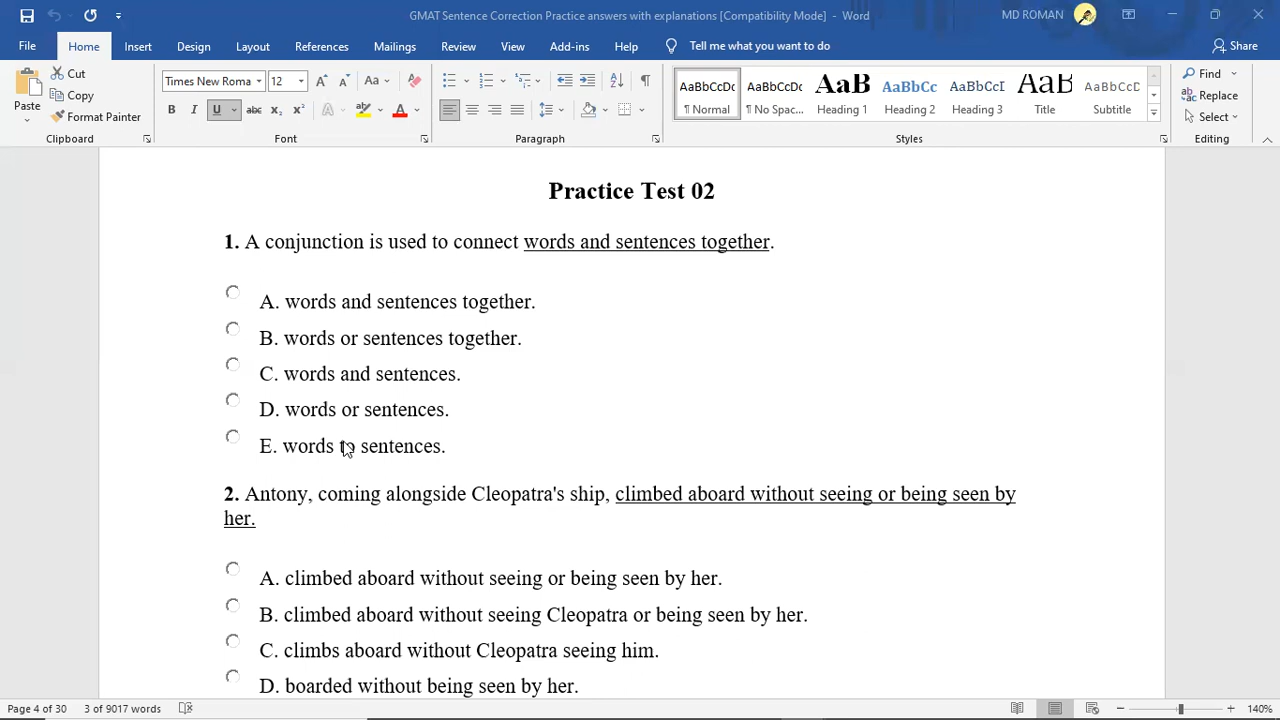 GMAT Sentence Correction Practice answers with explanations [Compatibility Mode] - Word
MD ROMAN
File Home Insert Design Layout References Mailings Review View Add-ins Help Tell me what you want to do Share
Paste
Cut
Copy
Format Painter
Clipboard
Times New Roma 12
Aa
B I U abc x₂ x² A A
Font
Paragraph
AaBbCcDc AaBbCcDc AaB AaBbCc AaBbCcI AaB AaBbCcD
¶ Normal ¶ No Spac... Heading 1 Heading 2 Heading 3 Title Subtitle
Styles
Find
Replace
Select
Editing
Practice Test 02
1. A conjunction is used to connect words and sentences together.
A. words and sentences together.
B. words or sentences together.
C. words and sentences.
D. words or sentences.
E. words to sentences.
2. Antony, coming alongside Cleopatra's ship, climbed aboard without seeing or being seen by
her.
A. climbed aboard without seeing or being seen by her.
B. climbed aboard without seeing Cleopatra or being seen by her.
C. climbs aboard without Cleopatra seeing him.
D. boarded without being seen by her.
Page 4 of 30 3 of 9017 words 140%